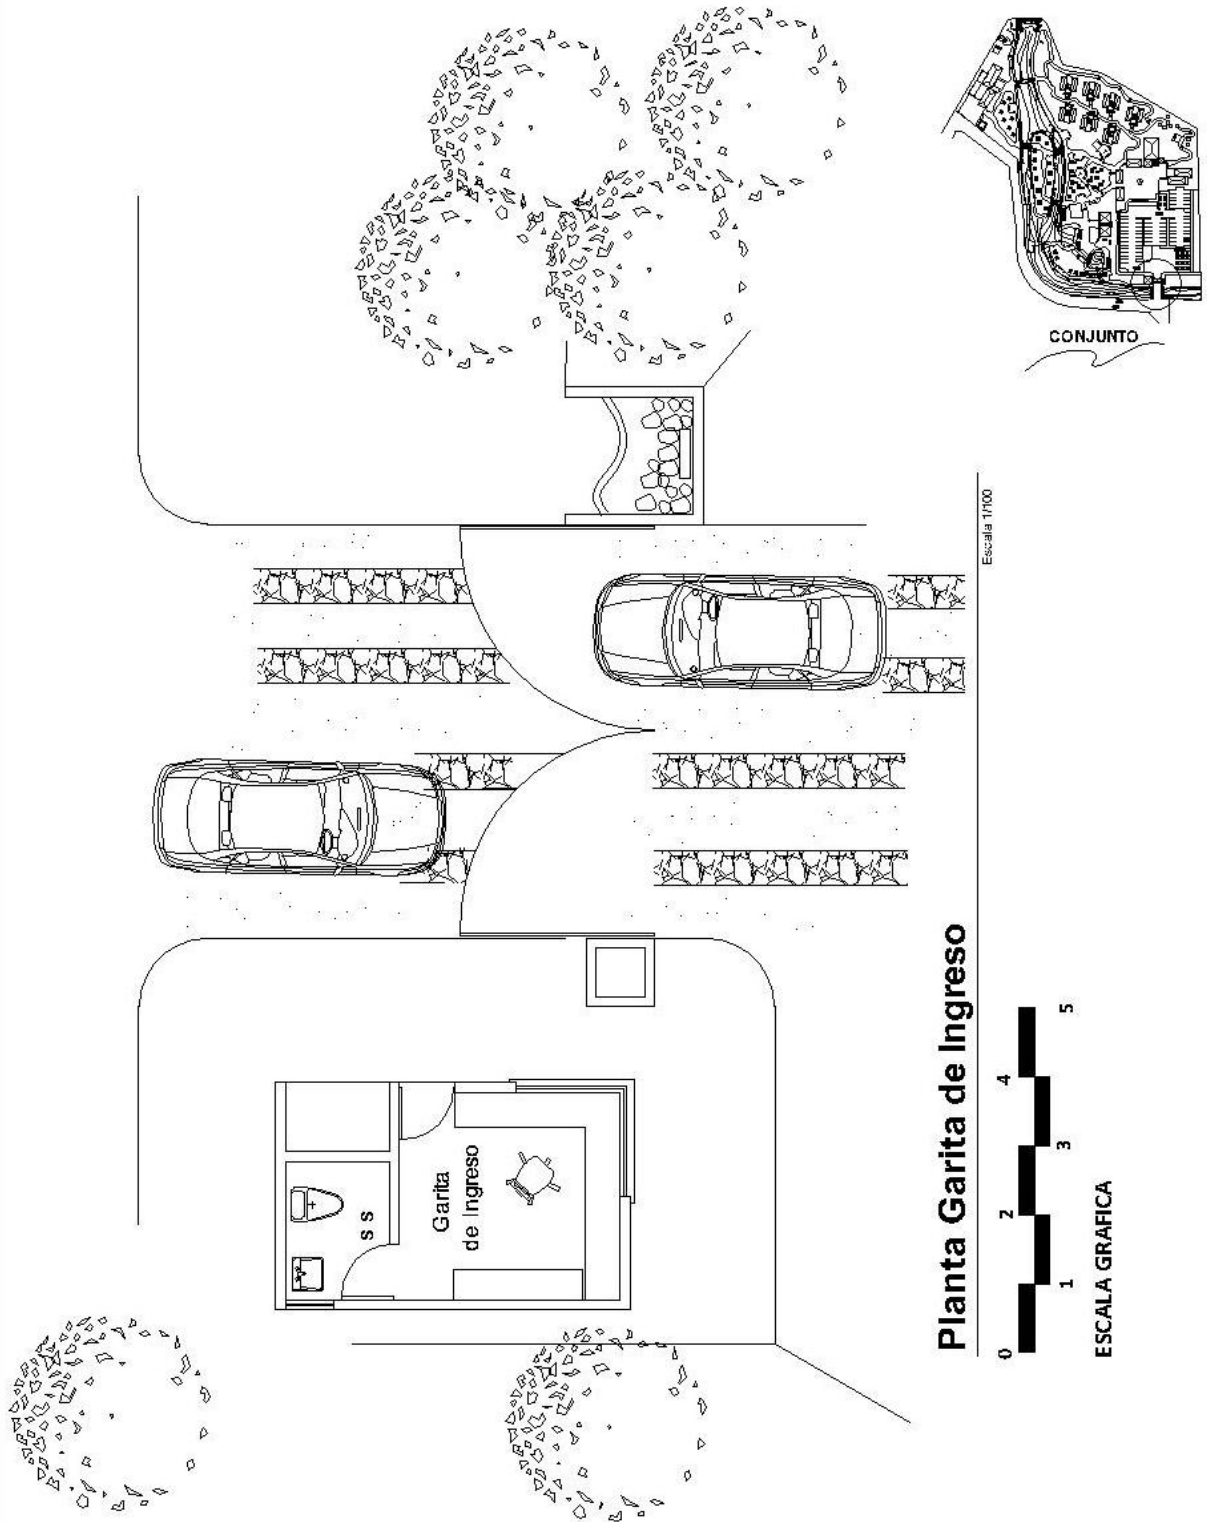 CONJUNTO
S S
Garita
de Ingreso
Planta Garita de Ingreso
Escala 1/100
0 1 2 3 4 5
ESCALA GRAFICA